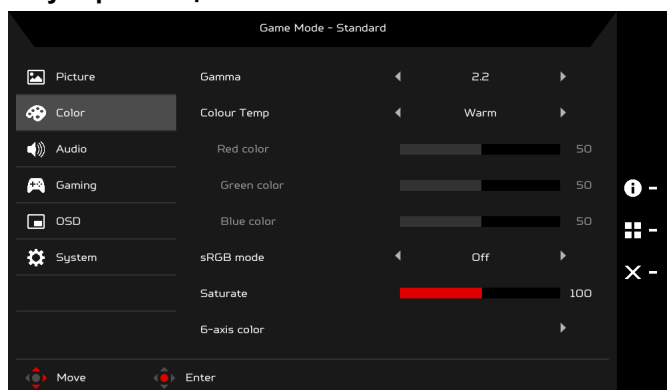 Game Mode - Standard
Picture
Gamma 2.2
Color
Colour Temp Warm
Audio
Red color 50
Gaming
Green color 50
OSD
Blue color 50
System
sRGB mode Off
Saturate 100
6-axis color
Move Enter